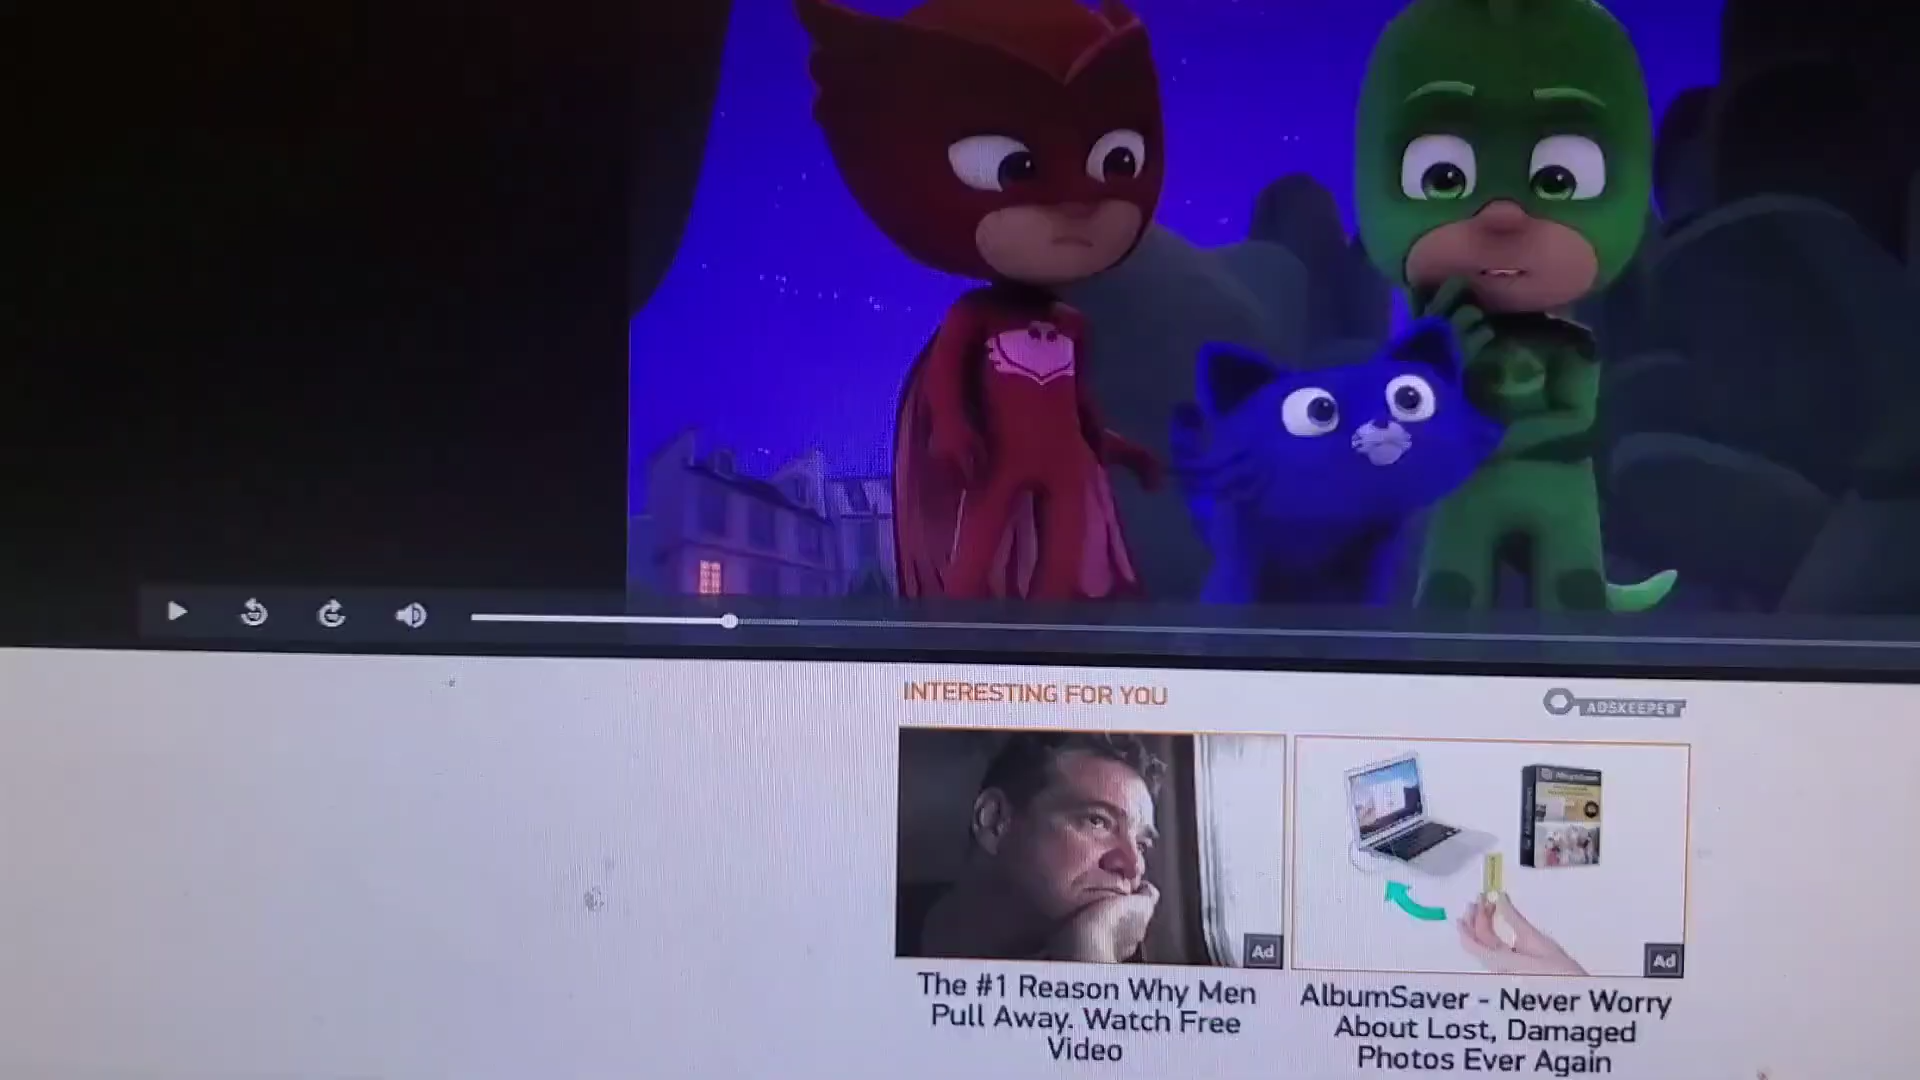 INTERESTING FOR YOU
ADSKEEPER
Ad
Ad
The #1 Reason Why Men
Pull Away. Watch Free
Video
AlbumSaver - Never Worry
About Lost, Damaged
Photos Ever Again